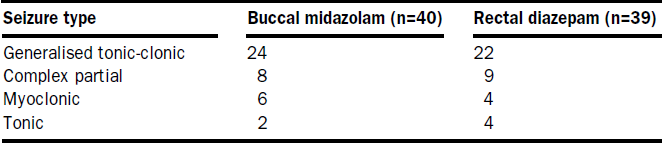 Seizure type Buccal midazolam (n=40) Rectal diazepam (n=39)
Generalised tonic-clonic 24 22
Complex partial 8 9
Myoclonic 6 4
Tonic 2 4